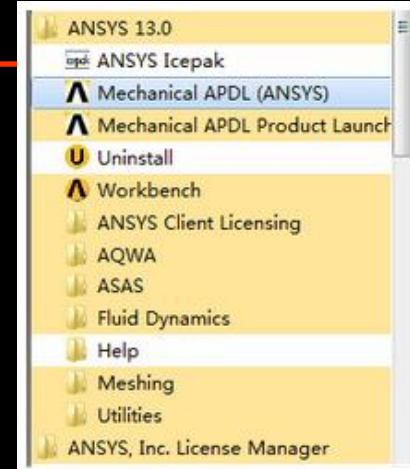 ANSYS 13.0
ANSYS Icepak
Mechanical APDL (ANSYS)
Mechanical APDL Product Launch
Uninstall
Workbench
ANSYS Client Licensing
AQWA
ASAS
Fluid Dynamics
Help
Meshing
Utilities
ANSYS, Inc. License Manager